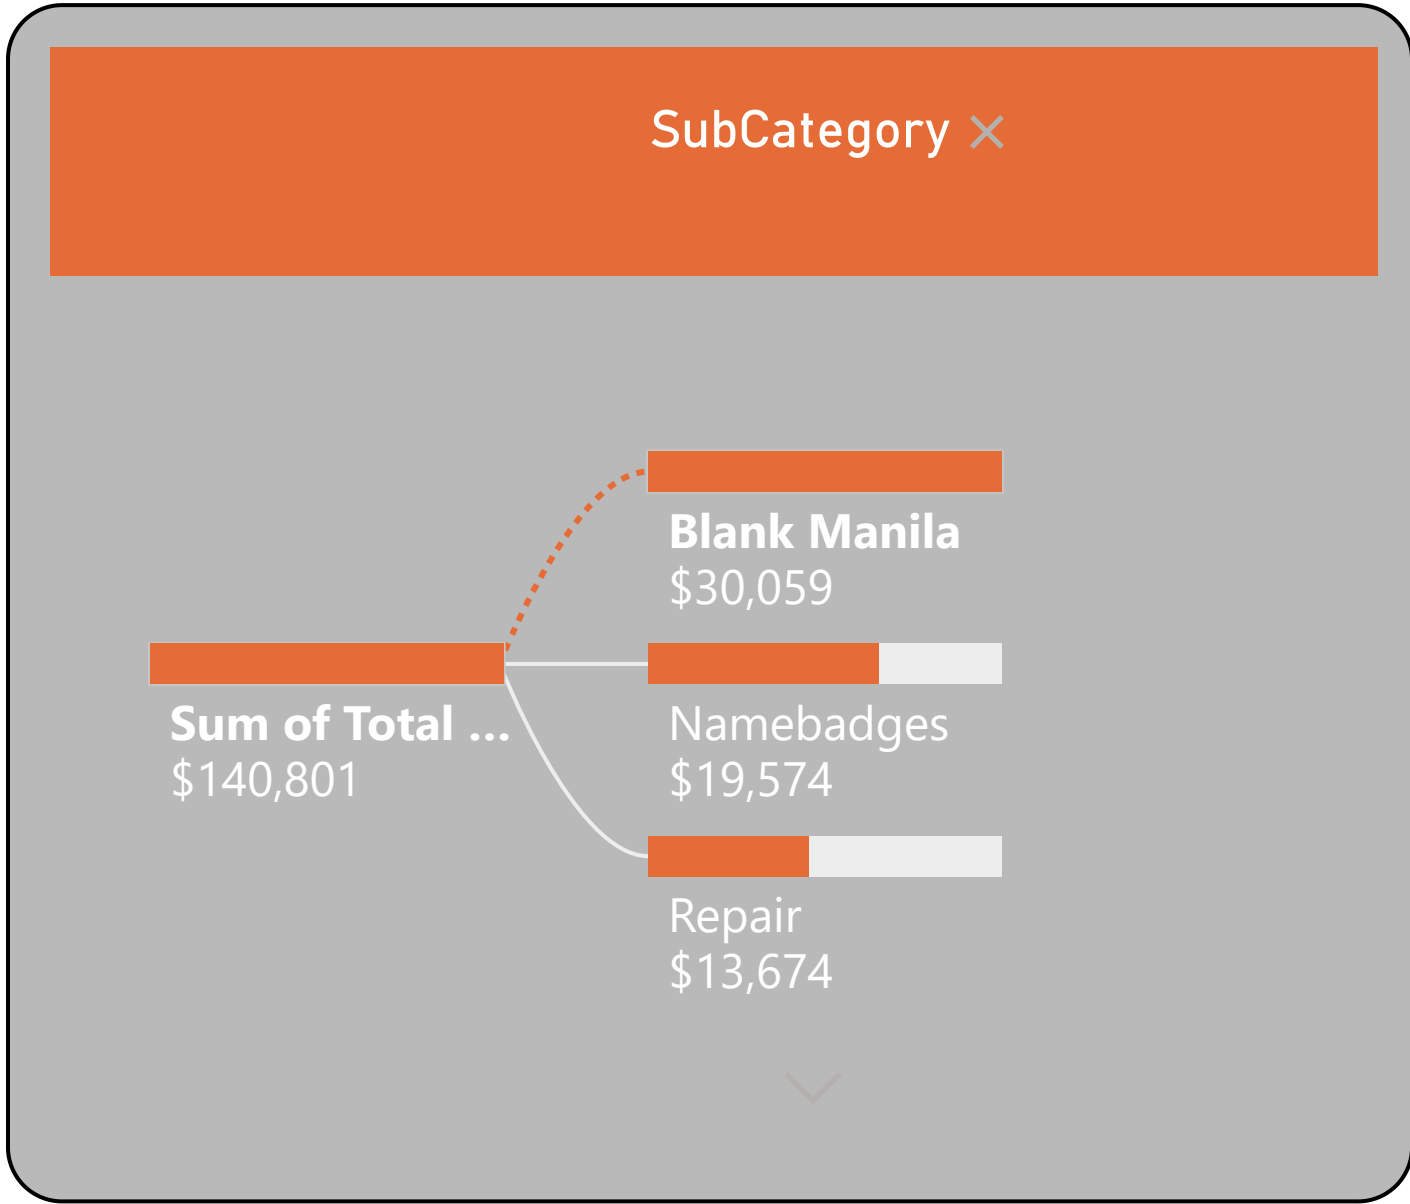 SubCategory
Blank Manila
$30,059
Sum of Total ...
$140,801
Namebadges
$19,574
Repair
$13,674